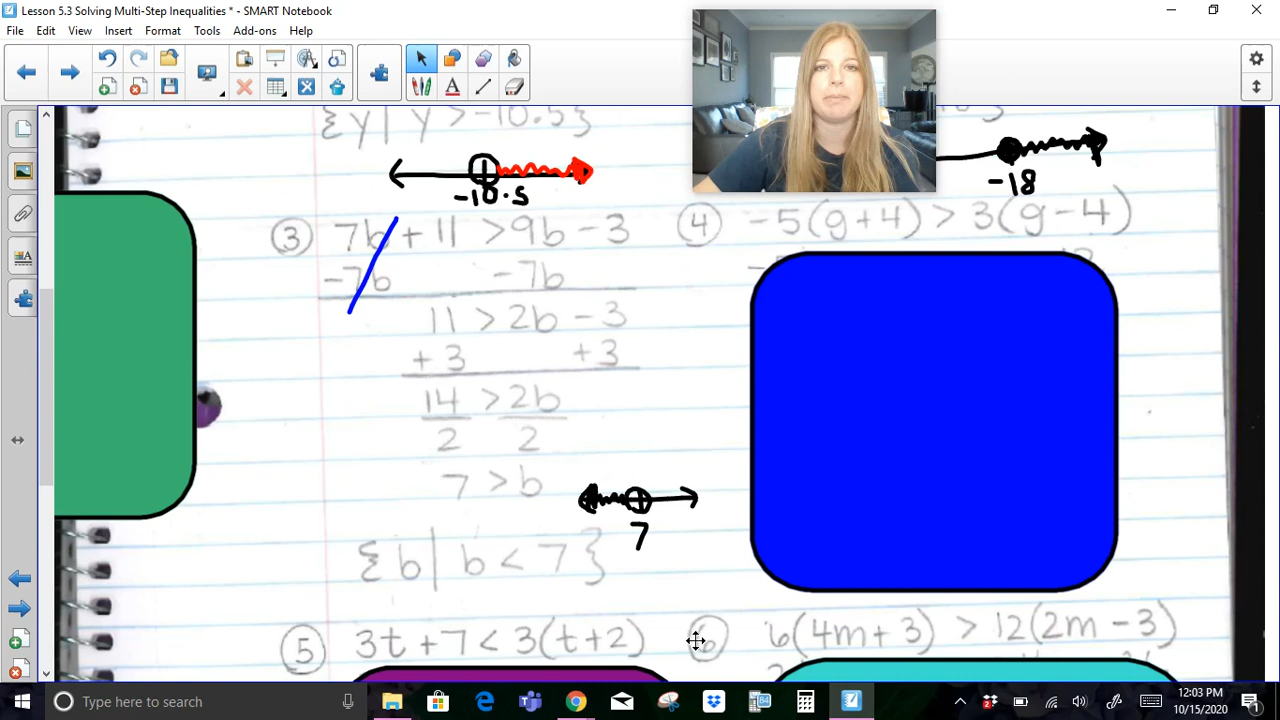 Lesson 5.3 Solving Multi-Step Inequalities * - SMART Notebook
File Edit View Insert Format Tools Add-ons Help
{y| y > -10.5}
-10.5
-18
③ 7b + 11 > 9b - 3
-7b -7b
11 > 2b - 3
+ 3 + 3
14 > 2b
2 2
7 > b
7
{b| b < 7}
④ -5(g+4) > 3(g-4)
⑤ 3t + 7 < 3(t+2)
⑥ 6(4m+3) > 12(2m-3)
Type here to search
12:03 PM
10/15/2020